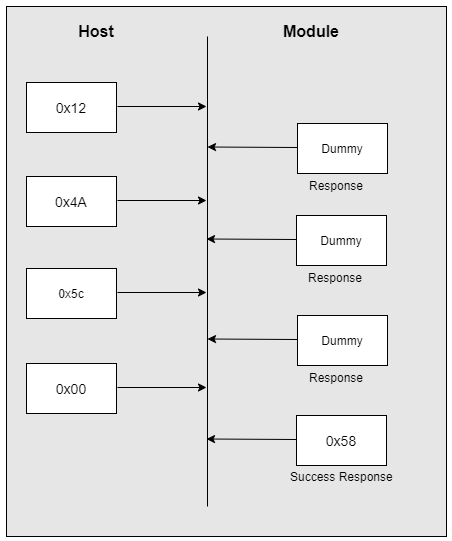 Host Module
0x12
Dummy
Response
0x4A
Dummy
Response
0x5c
Dummy
Response
0x00
0x58
Success Response